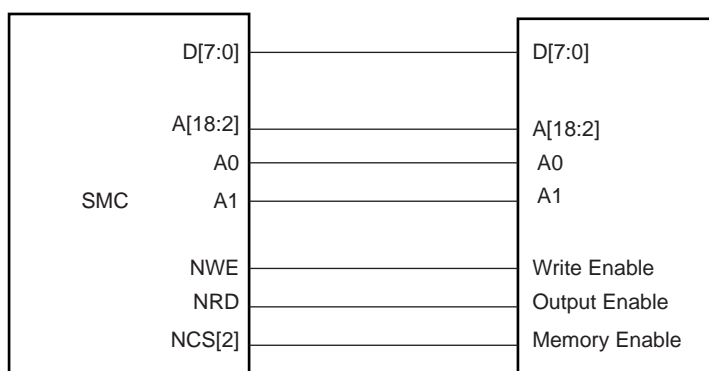 D[7:0] D[7:0]
A[18:2] A[18:2]
A0 A0
SMC A1 A1
NWE Write Enable
NRD Output Enable
NCS[2] Memory Enable